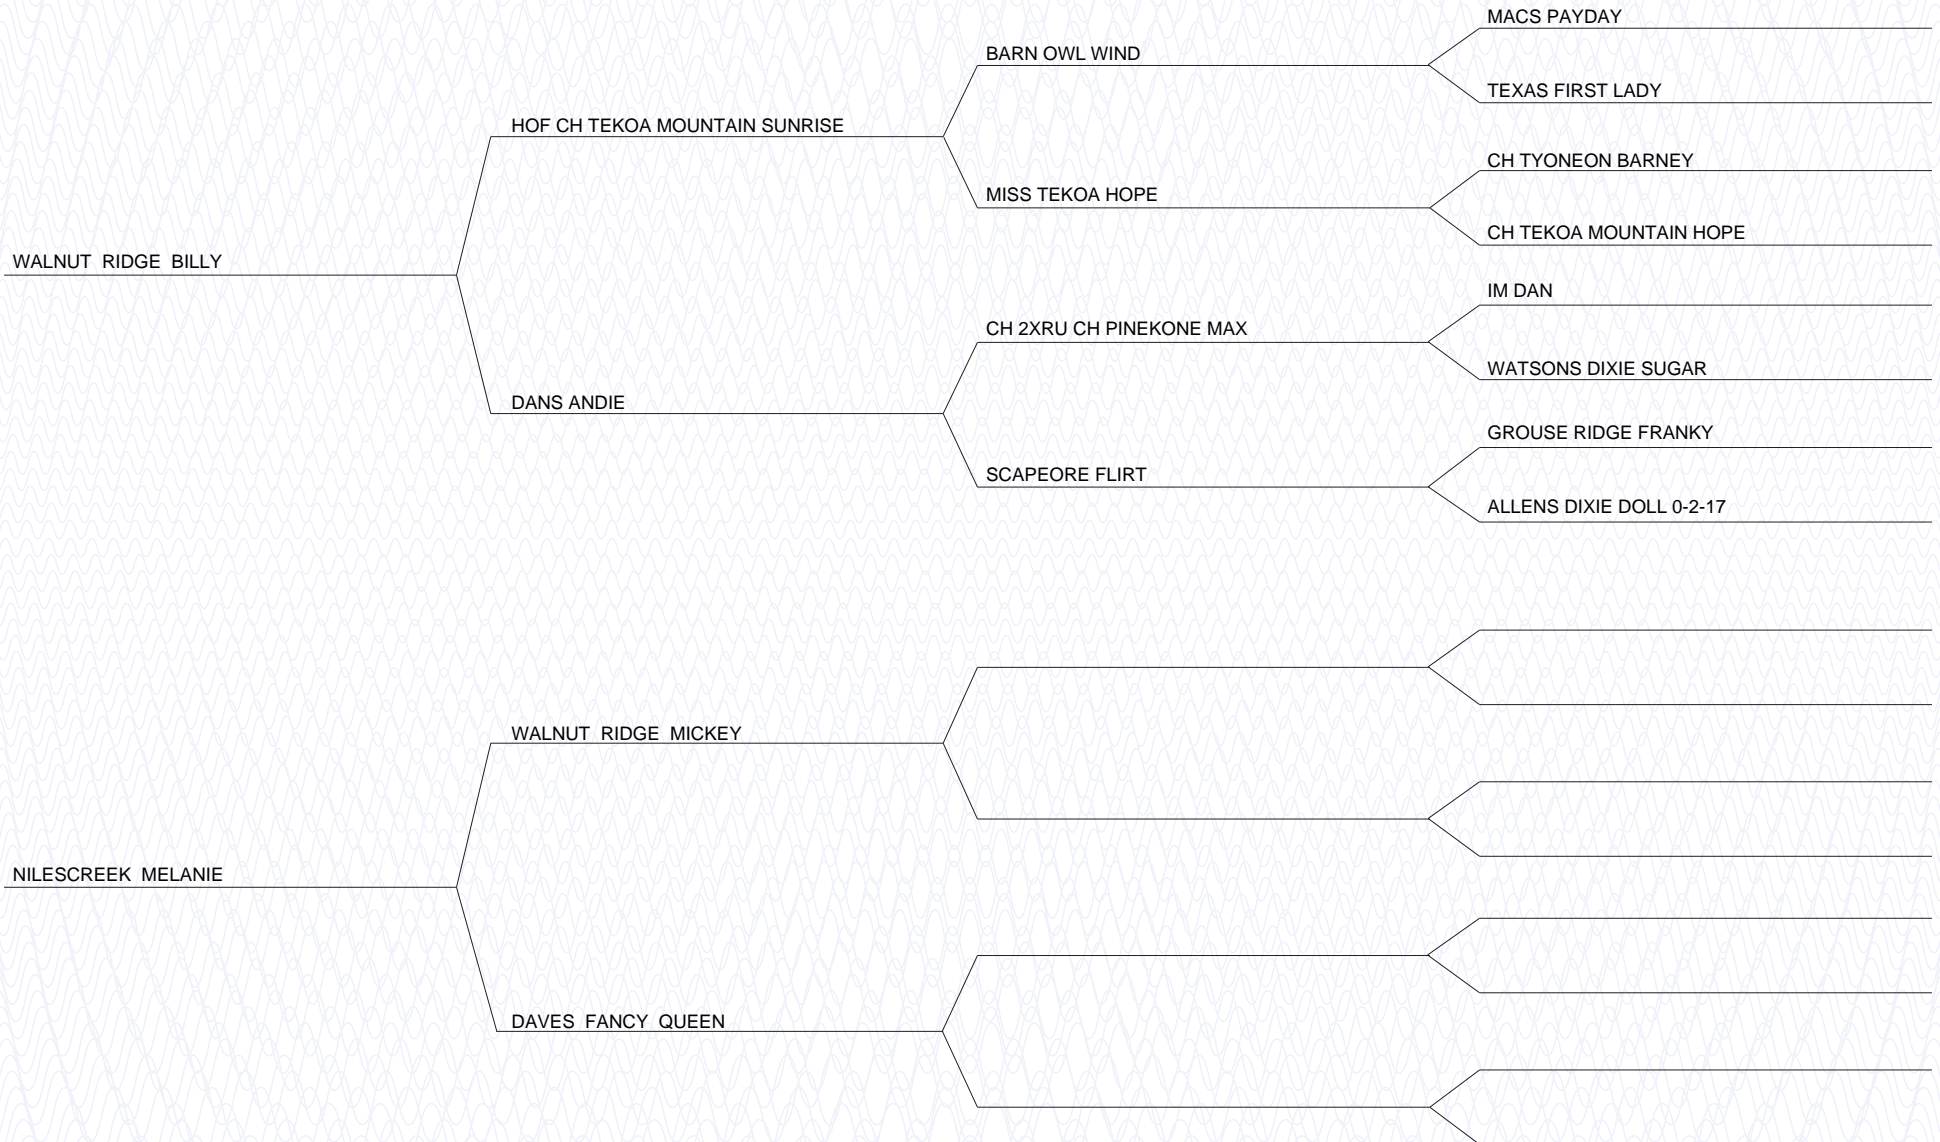 MACS PAYDAY
BARN OWL WIND
TEXAS FIRST LADY
HOF CH TEKOA MOUNTAIN SUNRISE
CH TYONEON BARNEY
MISS TEKOA HOPE
CH TEKOA MOUNTAIN HOPE
WALNUT RIDGE BILLY
IM DAN
CH 2XRU CH PINEKONE MAX
WATSONS DIXIE SUGAR
DANS ANDIE
GROUSE RIDGE FRANKY
SCAPEORE FLIRT
ALLENS DIXIE DOLL 0-2-17
WALNUT RIDGE MICKEY
NILESCREEK MELANIE
DAVES FANCY QUEEN